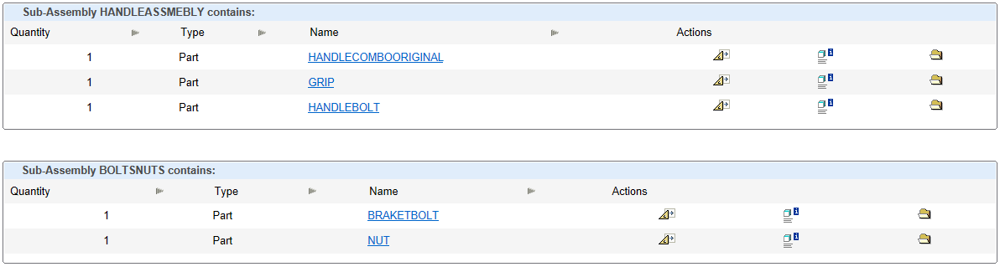 Sub-Assembly HANDLEASSMEBLY contains:
Quantity Type Name Actions
1 Part HANDLECOMBOORIGINAL
1 Part GRIP
1 Part HANDLEBOLT
Sub-Assembly BOLTSNUTS contains:
Quantity Type Name Actions
1 Part BRAKETBOLT
1 Part NUT